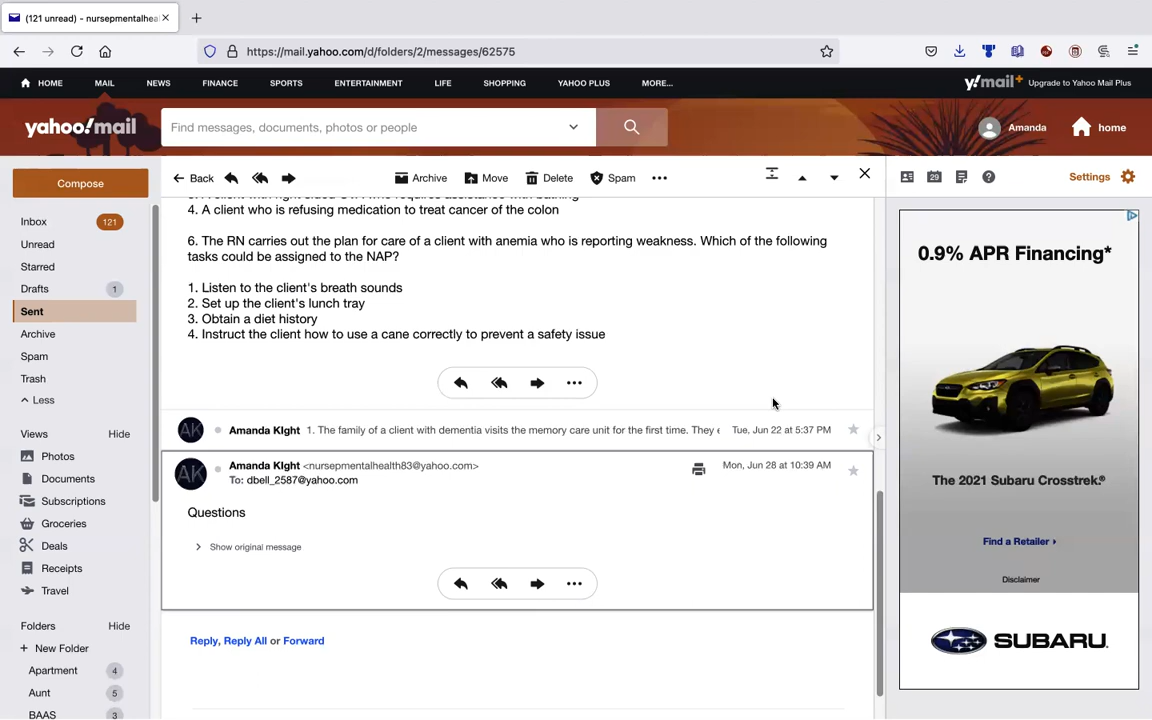 (121 unread) - nursepmentalhea
https://mail.yahoo.com/d/folders/2/messages/62575
HOME MAIL NEWS FINANCE SPORTS ENTERTAINMENT LIFE SHOPPING YAHOO PLUS MORE...
y!mail+ Upgrade to Yahoo Mail Plus
yahoo!mail
Find messages, documents, photos or people
Amanda
home
Compose
Back
Archive
Move
Delete
Spam
29
Settings
Inbox 121
Unread
Starred
Drafts 1
Sent
Archive
Spam
Trash
Less
Views Hide
Photos
Documents
Subscriptions
Groceries
Deals
Receipts
Travel
Folders Hide
+ New Folder
Apartment 4
Aunt 5
BAAS 3
4. A client who is refusing medication to treat cancer of the colon
6. The RN carries out the plan for care of a client with anemia who is reporting weakness. Which of the following
tasks could be assigned to the NAP?
1. Listen to the client's breath sounds
2. Set up the client's lunch tray
3. Obtain a diet history
4. Instruct the client how to use a cane correctly to prevent a safety issue
AK Amanda KIght 1. The family of a client with dementia visits the memory care unit for the first time. They Tue, Jun 22 at 5:37 PM
AK Amanda KIght <nursepmentalhealth83@yahoo.com> Mon, Jun 28 at 10:39 AM
To: dbell_2587@yahoo.com
Questions
Show original message
Reply, Reply All or Forward
0.9% APR Financing*
The 2021 Subaru Crosstrek.®
Find a Retailer
Disclaimer
SUBARU